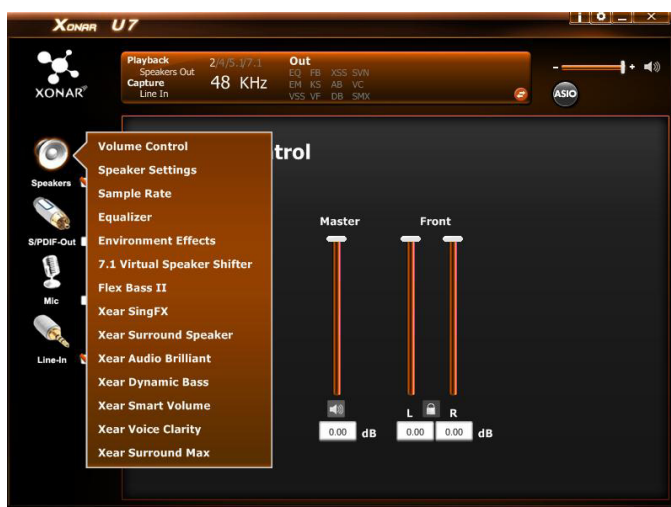 XONAR U7
Playback 2/4/5.1/7.1 Out
Speakers Out EQ FB XSS SVN
Capture 48 KHz EM KS AB VC
Line In VSS VF DB SMX
XONAR®
- +
ASIO
Volume Control
trol
Speaker Settings
Speakers
Sample Rate
Equalizer
Master Front
S/PDIF-Out
Environment Effects
7.1 Virtual Speaker Shifter
Flex Bass II
Mic
Xear SingFX
Xear Surround Speaker
Line-In
Xear Audio Brilliant
Xear Dynamic Bass
Xear Smart Volume
L R
Xear Voice Clarity
0.00 dB 0.00 0.00 dB
Xear Surround Max